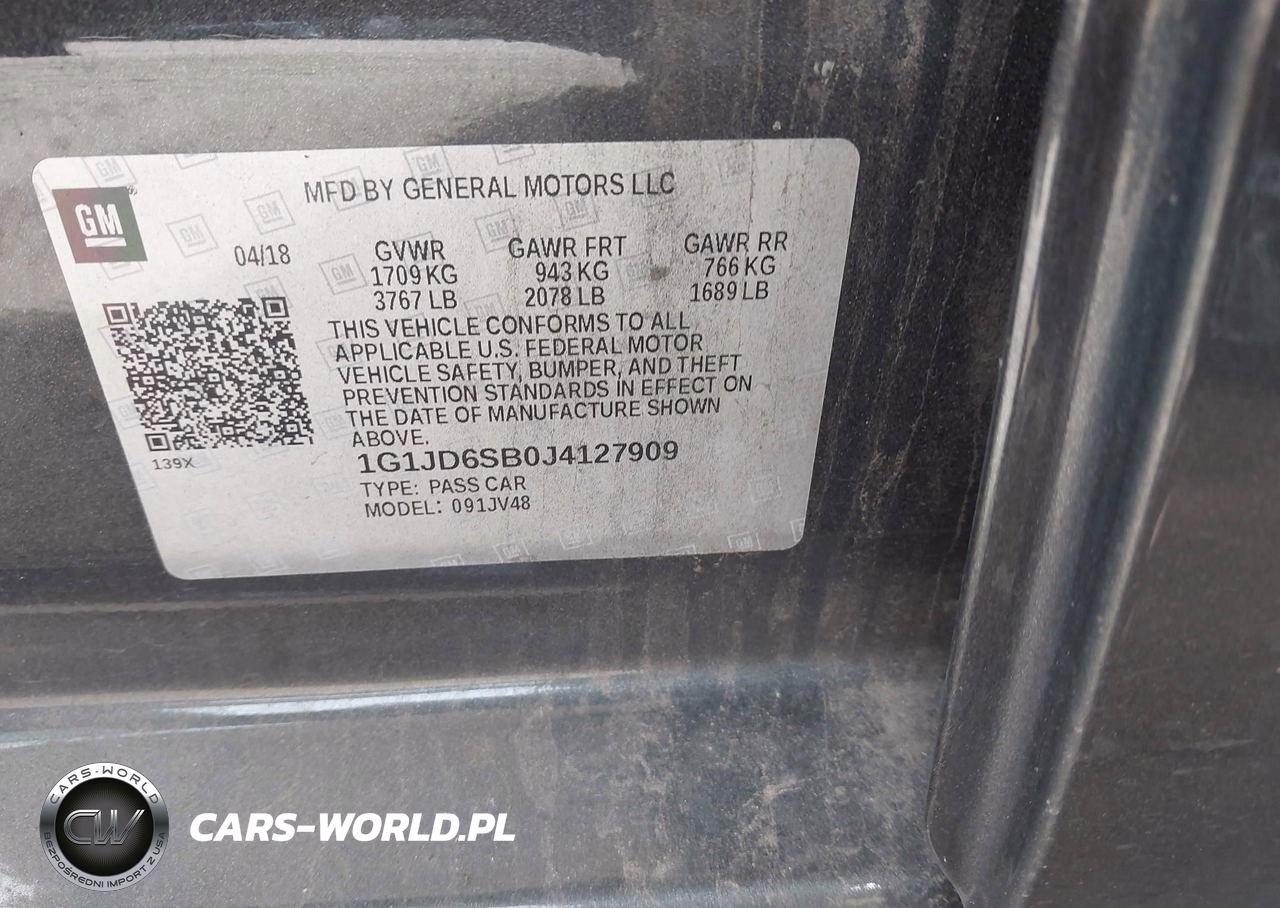 GM
MFD BY GENERAL MOTORS LLC
04/18 GVWR GAWR FRT GAWR RR
1709 KG 943 KG 766 KG
3767 LB 2078 LB 1689 LB
THIS VEHICLE CONFORMS TO ALL
APPLICABLE U.S. FEDERAL MOTOR
VEHICLE SAFETY, BUMPER, AND THEFT
PREVENTION STANDARDS IN EFFECT ON
THE DATE OF MANUFACTURE SHOWN
ABOVE.
139X
1G1JD6SB0J4127909
TYPE: PASS CAR
MODEL: 091JV48
CARS-WORLD
CW
BEZPOŚREDNI IMPORT Z USA
CARS-WORLD.PL